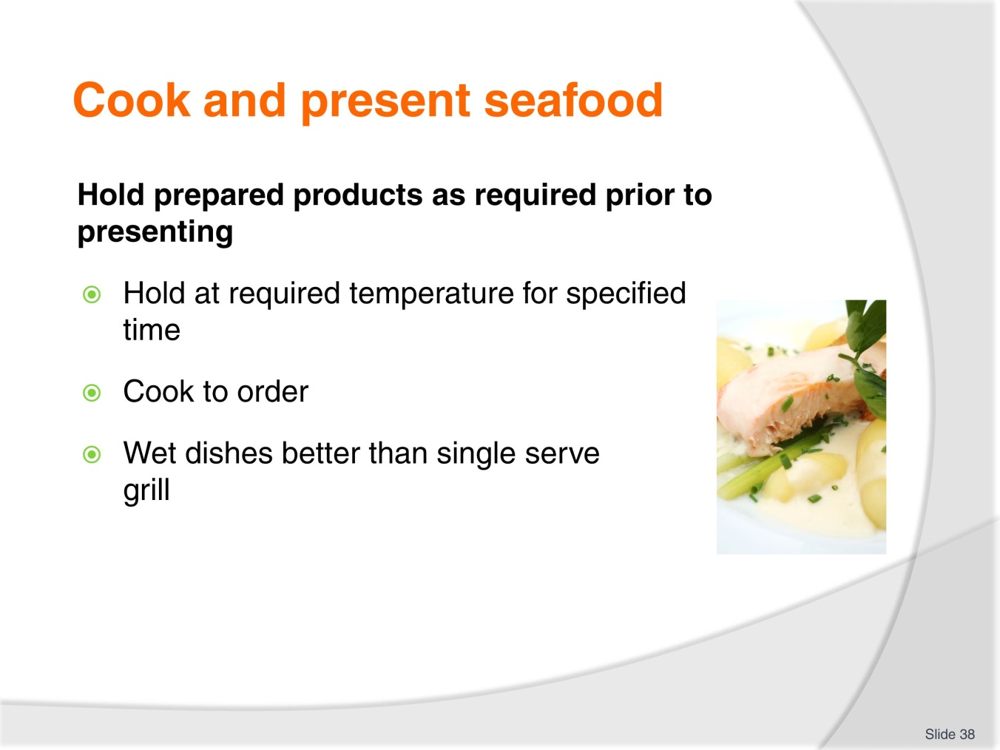 Cook and present seafood
Hold prepared products as required prior to
presenting
Hold at required temperature for specified
time
Cook to order
Wet dishes better than single serve
grill
Slide 38